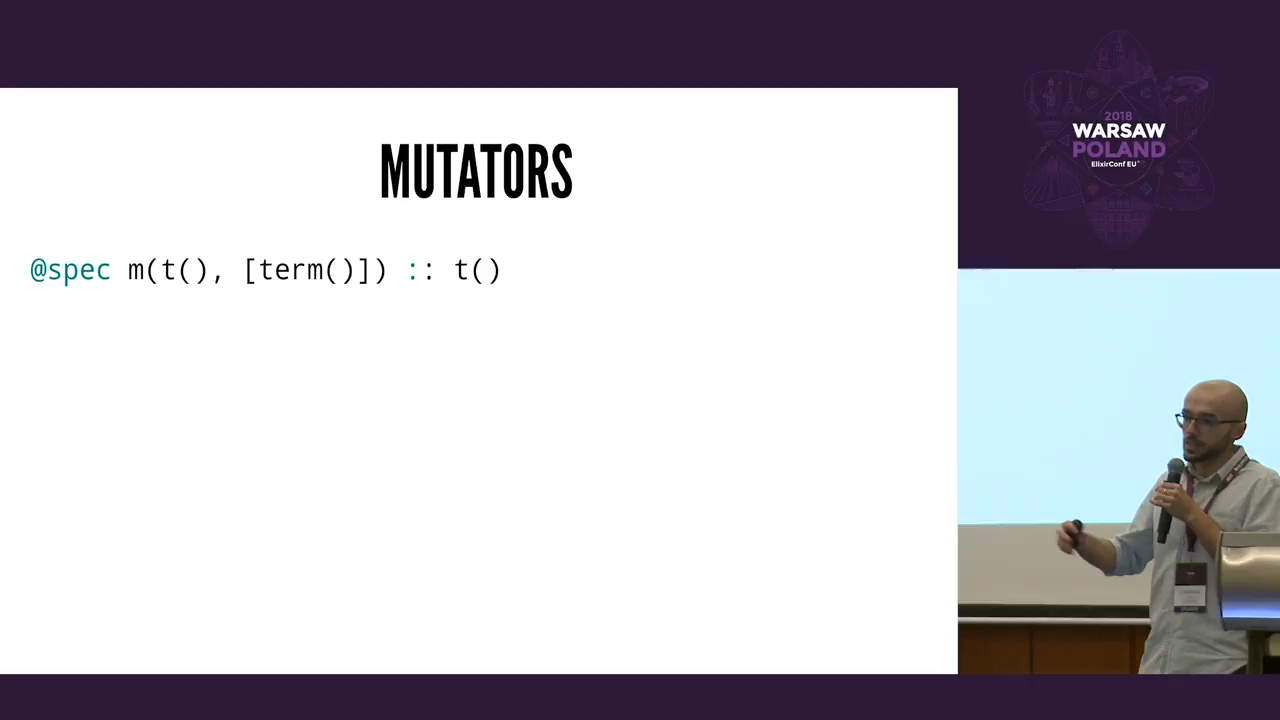 MUTATORS
@spec m(t(), [term()]) :: t()
2018
WARSAW
POLAND
ElixirConf EU